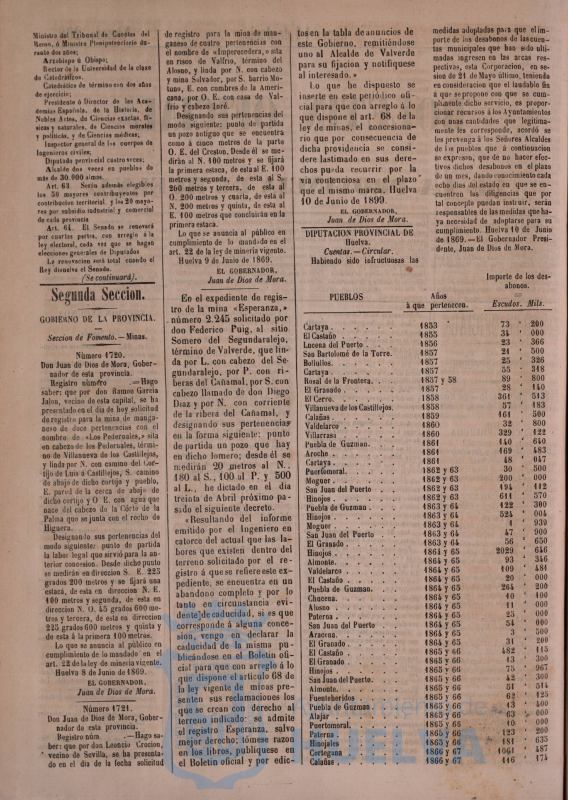 Ministro del Tribunal de Cuentas del
Reino, ó Ministro Plenipotenciario du-
rante dos años;
Arzobispo ú Obispo;
Rector de la Universidad de la clase
de Catedráticos.
Catedrático de término con dos años
de ejercicio;
Presidente ó Director de las Aca-
demias Española, de la Historia, de
Nobles Artes, de Ciencias exactas, fí-
sicas y naturales, de Ciencias morales
y políticas, y de Ciencias médicas;
Inspector general de los cuerpos de
Ingenieros civiles;
Diputado provincial cuatro veces;
Alcalde dos veces en pueblos de
más de 30.000 almas.
Art. 63. Serán además elegibles
los 50 mayores contribuyentes por
contribucion territorial y los 20 mayo-
res por subsidio industrial y comercial
de cada provincia
Art. 64. El Senado se renovará
por cuartas partes, con arreglo á la
ley electoral, cada vez que se hagan
elecciones generales de Diputados
La renovacion será total cuando el
Rey disuelva el Senado.
(Se continuará).
Segunda Seccion.
GOBIERNO DE LA PROVINCIA.
Seccion de Fomento.—Minas.
Número 1720.
Don Juan de Dios de Mora, Gober-
nador de esta provincia.
Registro número .—Hago
saber: que por don Ramon Garcia
Jalon, vecino de esta capital, se ha
presentado en el dia de hoy solicitud
de registro para la mina de manga-
neso de doce pertenencias con el
nombre de «Los Pedernales,» sita
en cabezo de los Pedernales, térmi-
no de Villanueva de los Castillejos,
y linda por N. con camino del Cor-
tijo de Luis á Castillejos, S. camino
de abajo de dicho cortijo y pueblo,
E. pared de la cerca de abajo de
dicho cortijo y O E. con agua que
nace del cabezo de la Córte de la
Palma que se junta con el rocho de
Higuera.
Designando sus pertenencias del
modo siguiente: punto de partida
la labor legal que sirvió para la an-
terior concesion. Desde dicho punto
se medirán en direccion S. E. 225
grados 200 metros y se fijará una
estaca, de esta en direccion N. E.
100 metros y segunda, de esta en
direccion N. O. 45 grados 600 me-
tros y tercera, de esta en direccion
225 grados 600 metros y quinta y
de esta á la primera 100 metros.
Lo que se anuncia al público en
cumplimiento de lo mandado en el
art. 22 de la ley de mineria vigente.
Huelva 8 de Junio de 1869.
EL GOBERNADOR,
Juan de Dios de Mora.
Número 1721.
Don Juan de Dios de Mora, Gober-
nador de esta provincia.
Registro núm. .—Hago sa-
ber: que por don Leoncio Crocion,
vecino de Sevilla, se ha presenta-
do en el dia de la fecha solicitud
de registro para la mina de man-
ganeso de cuatro pertenencias con
el nombre de «Imperecedera,» sita
en risco de Valfrio, término del
Alosno, y linda por N. con cabezo
y mina Salvador, por S. barrio Mo-
tano, E. con cumbres de la Ameri-
cana, por O. E. con casa de Val-
frio y cabezo Loré.
Designando sus pertenencias del
modo siguiente: punto de partida
un pozo antiguo que se encuentra
como á cinco metros de la parte
O. E. del Creston. Desde él se me-
dirán al N. 100 metros y se fijará
la primera estaca, de esta al E. 100
metros y segunda, de esta al S.
200 metros y tercera, de esta al
O. 200 metros y cuarta, de esta al
N. 200 metros y quinta, de esta al
E. 100 metros que concluirán en la
primera estaca.
Lo que se anuncia al público en
cumplimiento de lo mandado en el
art. 22 de la ley de minería vigente.
Huelva 9 de Junio de 1869.
EL GOBERNADOR,
Juan de Dios de Mora.
En el expediente de regis-
tro de la mina «Esperanza,»
número 2.245 solicitado por
don Federico Puig, al sitio
Somero del Segundaralejo,
término de Valverde, que lin-
da por L. con cabezo del Se-
gundaralejo, por P. con ri-
beras del Cañamal, por S. con
cabezo llamado de don Diego
Diaz y por N. con corriente
de la ribera del Cañamal, y
designando sus pertenencias
en la forma siguiente: punto
de partida un pozo que hay
en dicho lomero; desde él se
medirán 20 metros al N.,
180 al S., 100 al P. y 500
al L., he dictado en el dia
treinta de Abril próximo pa-
sado el siguiente decreto.
«Resultando del informe
emitido por el Ingeniero en
catorce del actual que las la-
bores que existen dentro del
terreno solicitado por el re-
gistro á que se refiere este ex-
pediente, se encuentra en un
abandono completo y por lo
tanto en circunstancia evi-
dente de caducidad, si es que
corresponde á alguna conce-
sion, vengo en declarar la
caducidad de la misma pu-
blicándose en el Boletin ofi-
cial para que con arreglo á lo
que dispone el artículo 68 de
la ley vigente de minas pre-
senten sus reclamaciones los
que se crean con derecho al
terreno indicado: se admite
el registro Esperanza, salvo
mejor derecho; tómese razon
en los libros, publíquese en
el Boletin oficial y por edic-
tos en la tabla de anuncios de
este Gobierno, remitiéndose
uno al Alcalde de Valverde
para su fijacion y notifíquese
al interesado.»
Lo que he dispuesto se
inserte en este periódico ofi-
cial para que con arreglo á lo
que dispone el art. 68 de la
ley de minas, el concesiona-
rio que por consecuencia de
dicha providencia se consi-
dere lastimado en sus dere-
chos pueda recurrir por la
via contenciosa en el plazo
que el mismo marca. Huelva
10 de Junio de 1899.
EL GOBERNADOR,
Juan de Dios de Mora.
DIPUTACION PROVINCIAL DE
Huelva.
Cuentas.—Circular.
Habiendo sido infructuosas las
medidas adoptadas para que el im-
porte de los desabonos de las cuen-
tas municipales que han sido ulti-
madas ingresen en las arcas res-
pectivas, esta Corporacion, en se-
sion de 21 de Mayo último, teniendo
en consideracion que el laudable fin
á que se propone con que se cum-
plimente dicho servicio, es propor-
cionar recursos á los Ayuntamientos
de unas cantidades que legítima-
mente les corresponde, acordó se
les prevenga á los Señores Alcaldes
de los pueblos que á continuacion
se expresan, que de no hacer efec-
tivos dichos desabonos en el plazo
de un mes, dando conocimiento cada
ocho dias del estado en que se en-
cuentren las diligencias que por
tal concepto puedan instruir, serán
responsables de las medidas que ha-
ya necesidad de adoptarse para su
cumplimiento. Huelva 10 de Junio
de 1869.—El Gobernador Presi-
dente, Juan de Dios de Mora.
PUEBLOS Años á que pertenecen. Importe de los des-
abonos.
Escudos. Mils.
Cartaya 1853 73 200
El Castaño 1855 34 000
Lucena del Puerto 1856 23 366
San Bartolomé de la Torre. 1857 21 500
Bollullos. 1857 25 326
Cartaya 1857 55 348
Rosal de la Frontera. 1857 y 58 89 800
El Granado 1857 28 140
El Cerro. 1858 361 513
Villanueva de los Castillejos. 1858 57 183
Calañas. 1859 161 500
Valdelarco 1860 32 800
Villarrasa 1860 329 122
Puebla de Guzman. 1861 140 640
Aroche. 1861 469 483
Cartaya 1861 48 047
Puertomoral. 1862 y 63 30 500
Moguer 1862 y 63 200 000
San Juan del Puerto 1862 y 63 194 112
Hinojos 1862 y 63 611 570
Puebla de Guzman 1863 y 64 422 300
Hinojos 1863 y 64 524 004
Moguer 1863 y 64 4 939
San Juan del Puerto 1863 y 64 47 900
El Granado 1863 y 64 56 650
Hinojos. 1864 y 65 2029 646
Almonte. 1864 y 65 93 346
Valdelarco 1864 y 65 109 484
El Castaño 1864 y 65 20 000
Puebla de Guzman. 1864 y 65 264 200
Chucena. 1864 y 65 40 400
Alosno 1864 y 65 11 000
Paterna 1864 y 65 25 000
San Juan del Puerto 1864 y 65 54 000
Aracena. 1864 y 65 3 500
El Granado 1864 y 65 31 200
El Castaño 1865 y 66 482 115
El Granado 1865 y 66 13 300
Hinojos 1865 y 66 75 967
San Juan del Puerto. 1865 y 66 42 300
Almonte. 1865 y 66 51 514
Fuenteheridos 1865 y 66 62 125
Puebla de Guzman 1865 y 66 43 400
Alajar 1865 y 66 63 000
Puertomoral. 1865 y 66 40 000
Paterna 1865 y 66 123 200
Hinojales 1865 y 66 181 635
Cortegana 1866 y 67 1061 487
Calañas 1866 y 67 116 174
HUELVA